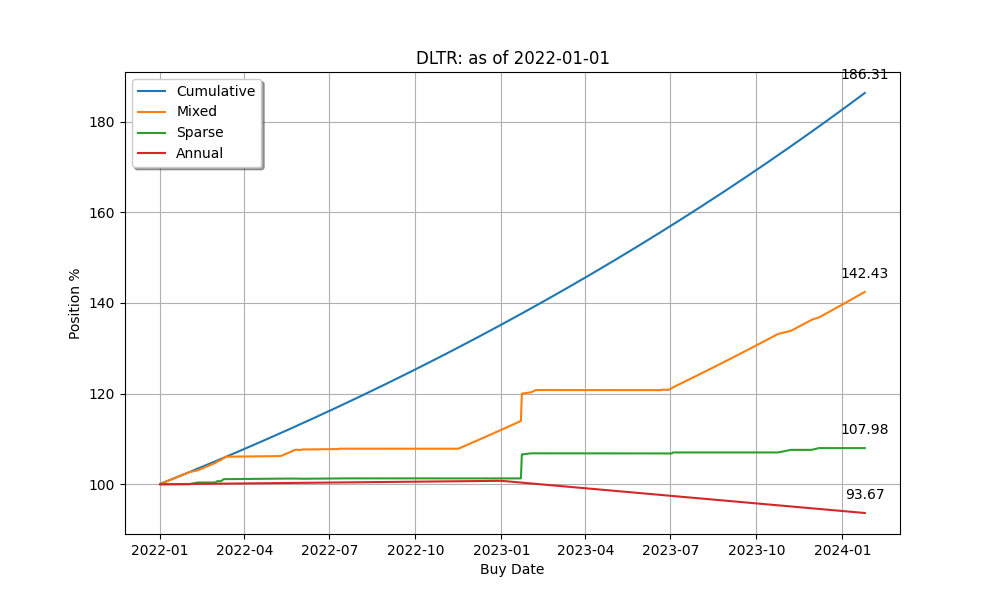 DLTR: as of 2022-01-01
Cumulative
Mixed
Sparse
Annual
186.31
142.43
107.98
93.67
Position %
180
160
140
120
100
2022-01 2022-04 2022-07 2022-10 2023-01 2023-04 2023-07 2023-10 2024-01
Buy Date